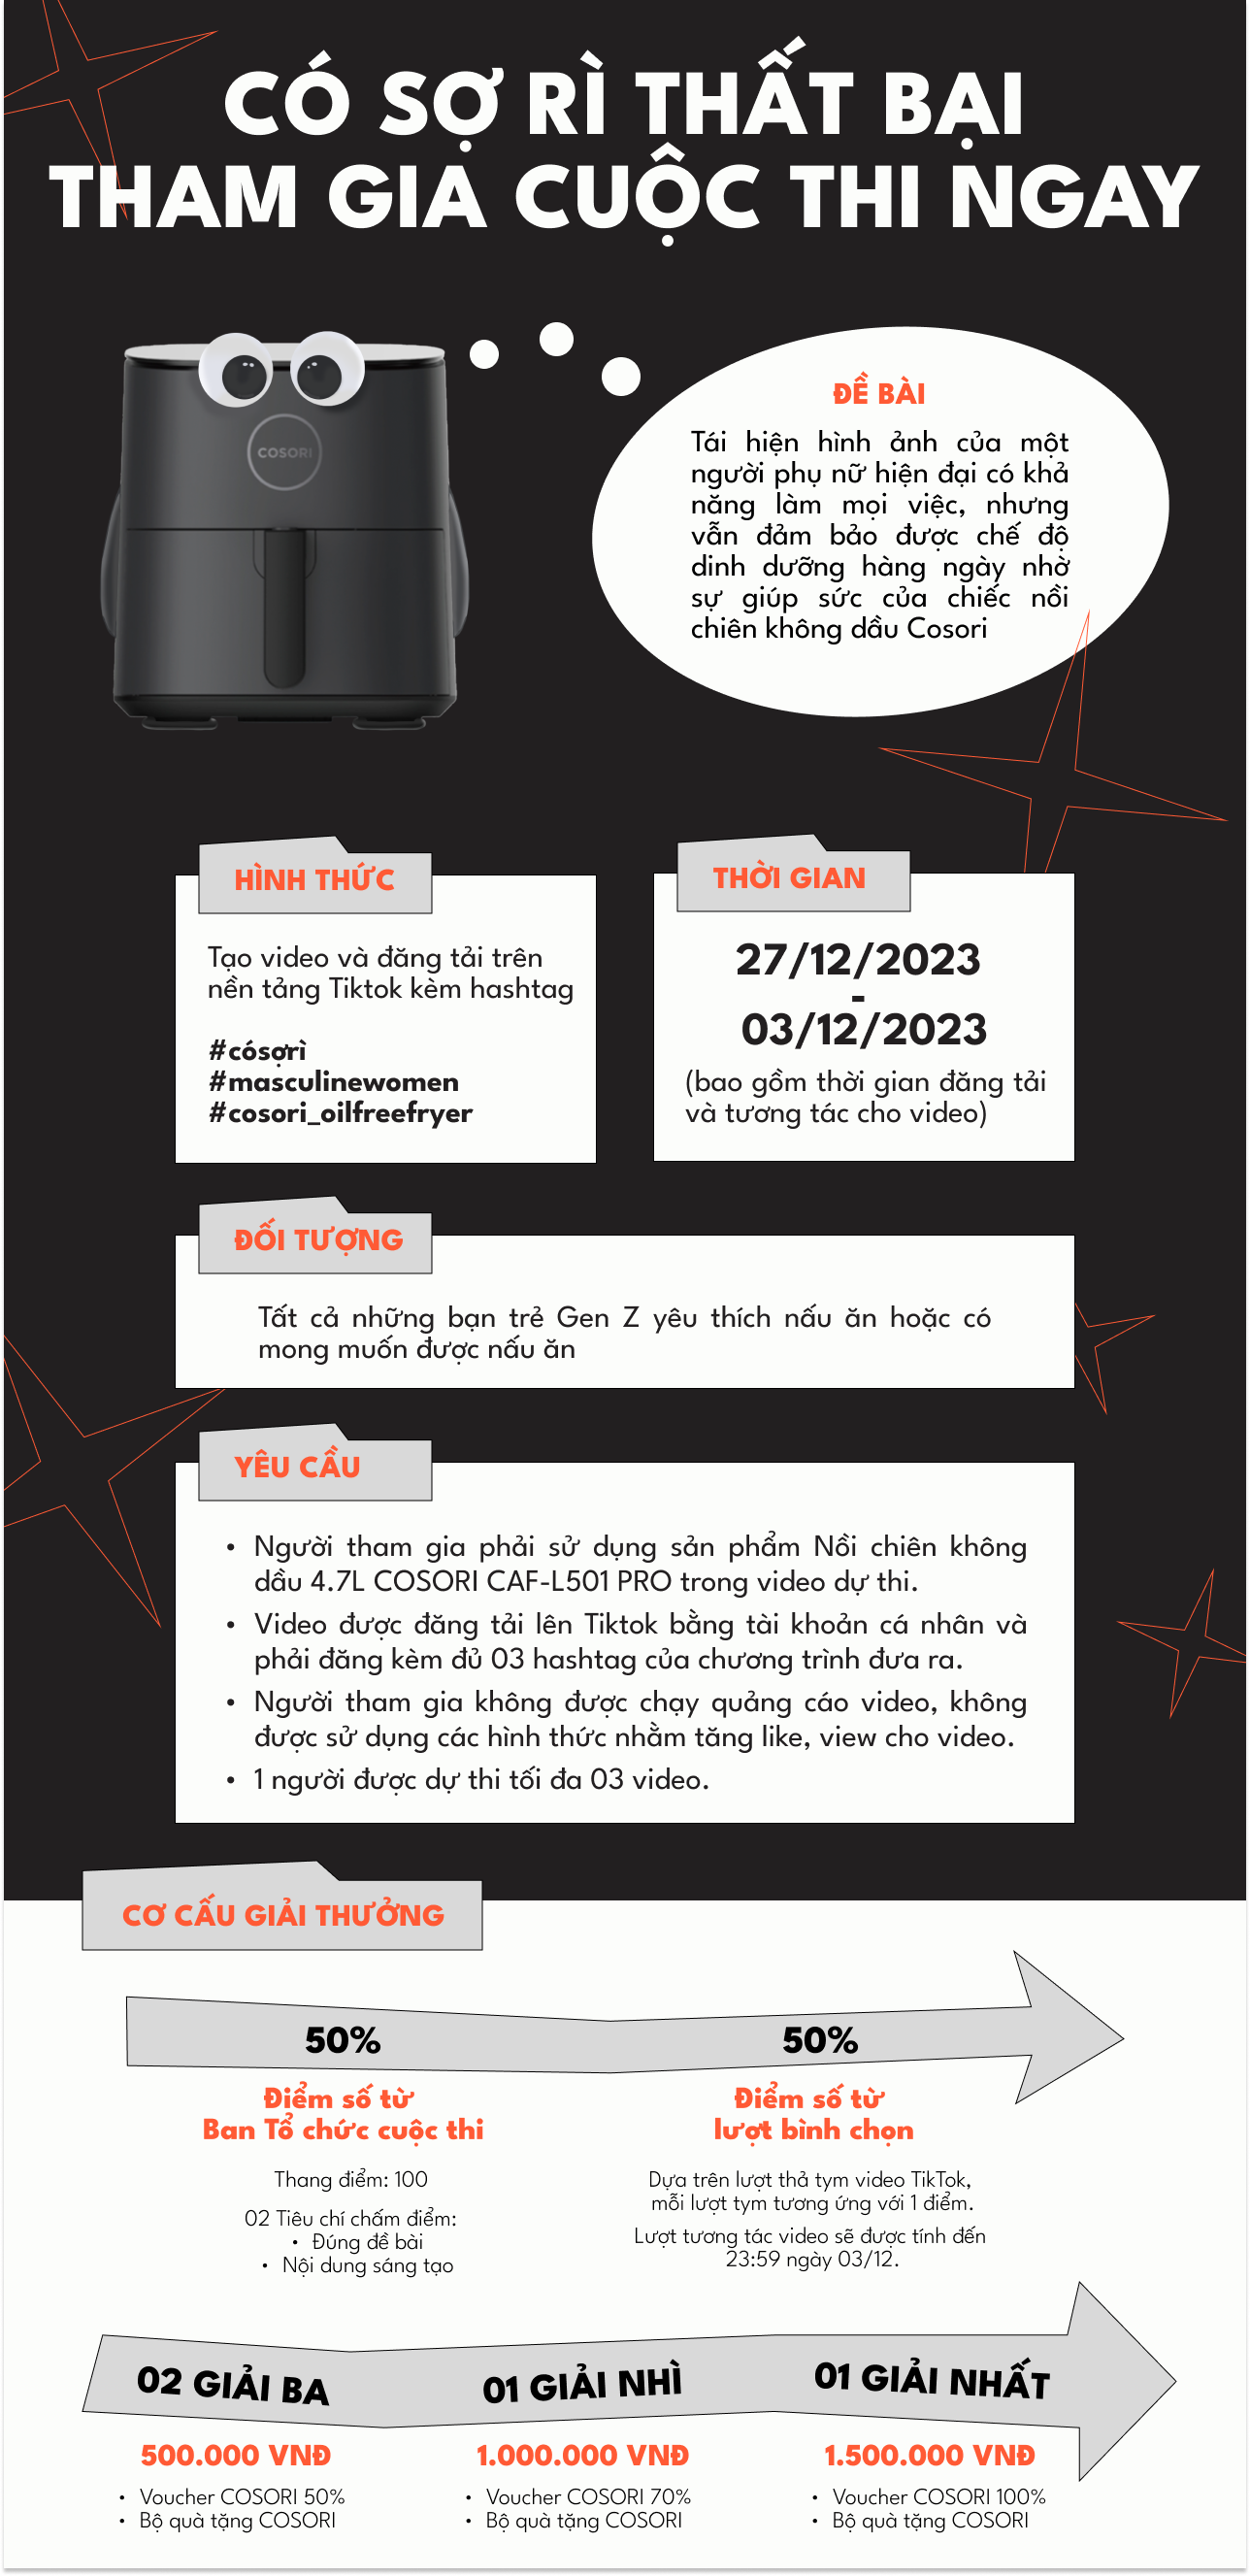 CÓ SỢ RÌ THẤT BẠI
THAM GIA CUỘC THI NGAY
COSORI
ĐỀ BÀI
Tái hiện hình ảnh của một
người phụ nữ hiện đại có khả
năng làm mọi việc, nhưng
vẫn đảm bảo được chế độ
dinh dưỡng hàng ngày nhờ
sự giúp sức của chiếc nồi
chiên không dầu Cosori
HÌNH THỨC
Tạo video và đăng tải trên
nền tảng Tiktok kèm hashtag
#cósợrì
#masculinewomen
#cosori_oilfreefryer
THỜI GIAN
27/12/2023
-
03/12/2023
(bao gồm thời gian đăng tải
và tương tác cho video)
ĐỐI TƯỢNG
Tất cả những bạn trẻ Gen Z yêu thích nấu ăn hoặc có
mong muốn được nấu ăn
YÊU CẦU
• Người tham gia phải sử dụng sản phẩm Nồi chiên không
dầu 4.7L COSORI CAF-L501 PRO trong video dự thi.
• Video được đăng tải lên Tiktok bằng tài khoản cá nhân và
phải đăng kèm đủ 03 hashtag của chương trình đưa ra.
• Người tham gia không được chạy quảng cáo video, không
được sử dụng các hình thức nhằm tăng like, view cho video.
• 1 người được dự thi tối đa 03 video.
CƠ CẤU GIẢI THƯỞNG
50%
Điểm số từ
Ban Tổ chức cuộc thi
Thang điểm: 100
02 Tiêu chí chấm điểm:
• Đúng đề bài
• Nội dung sáng tạo
50%
Điểm số từ
lượt bình chọn
Dựa trên lượt thả tym video TikTok,
mỗi lượt tym tương ứng với 1 điểm.
Lượt tương tác video sẽ được tính đến
23:59 ngày 03/12.
02 GIẢI BA
500.000 VNĐ
• Voucher COSORI 50%
• Bộ quà tặng COSORI
01 GIẢI NHÌ
1.000.000 VNĐ
• Voucher COSORI 70%
• Bộ quà tặng COSORI
01 GIẢI NHẤT
1.500.000 VNĐ
• Voucher COSORI 100%
• Bộ quà tặng COSORI